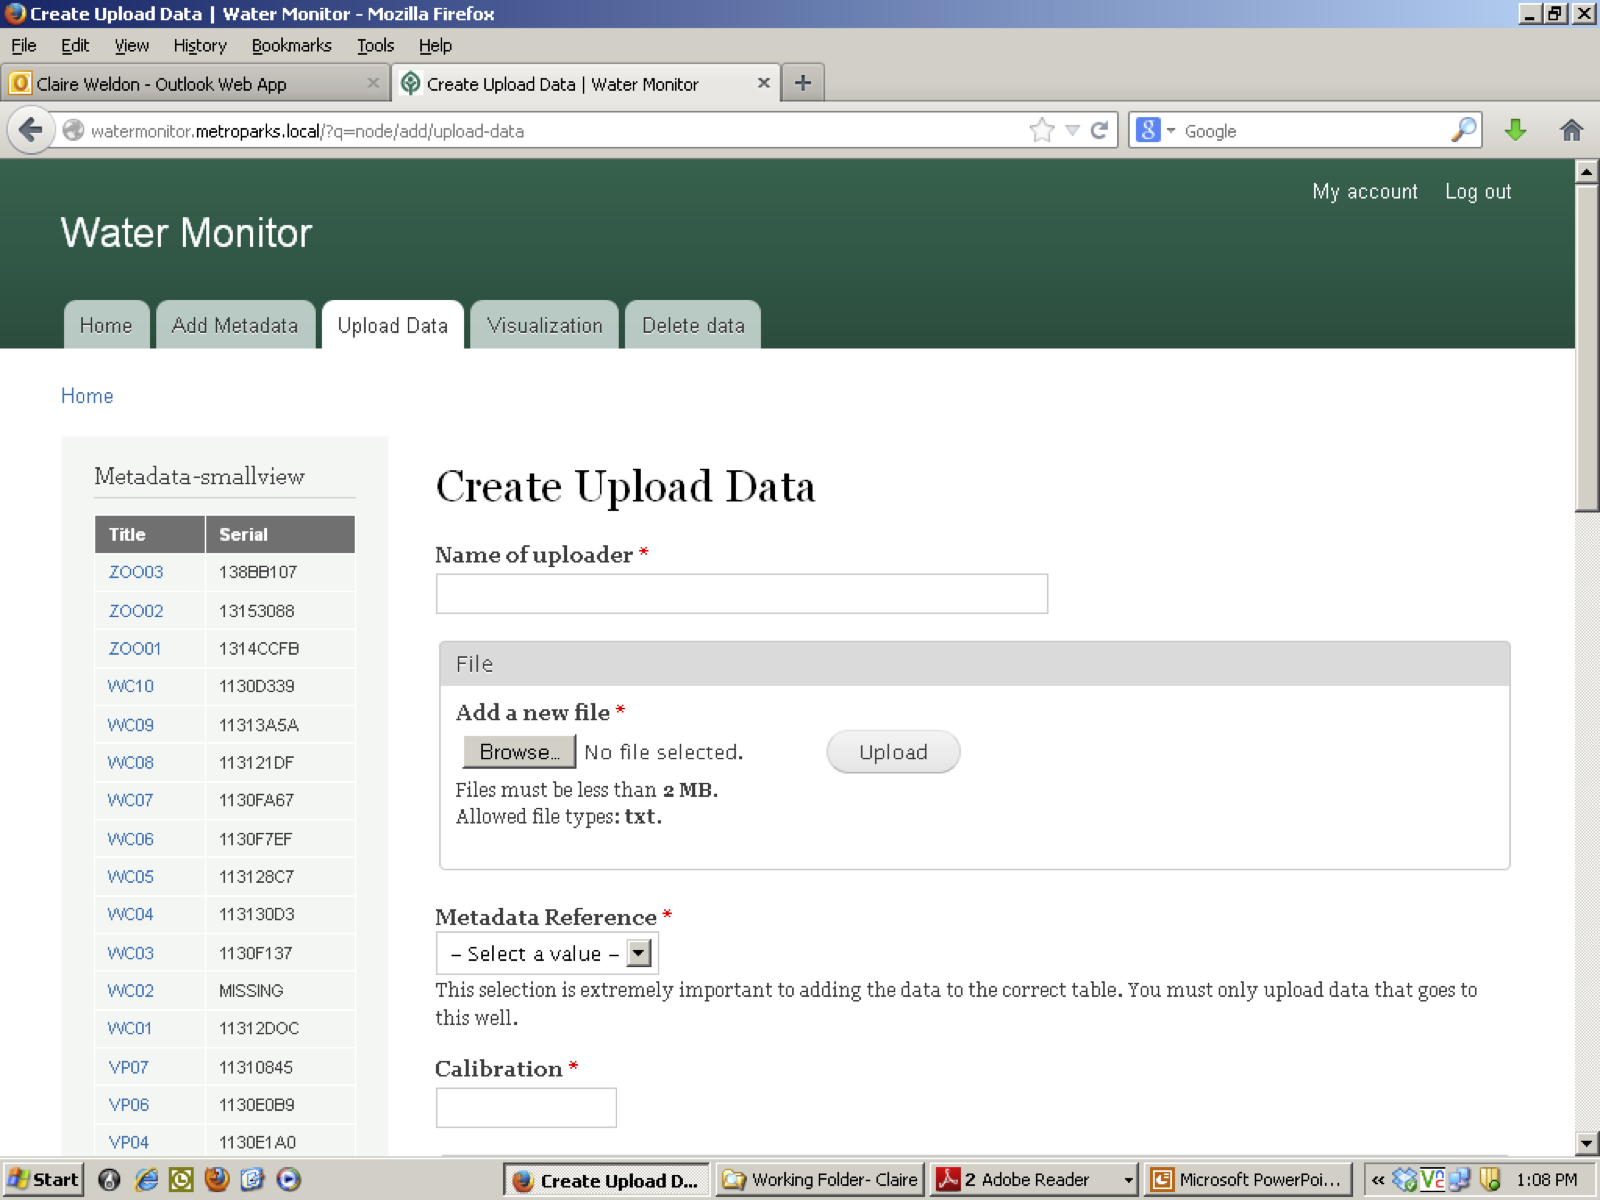 Create Upload Data | Water Monitor - Mozilla Firefox
File Edit View History Bookmarks Tools Help
Claire Weldon - Outlook Web App
Create Upload Data | Water Monitor
watermonitor.metroparks.local/?q=node/add/upload-data
Google
My account Log out
Water Monitor
Home Add Metadata Upload Data Visualization Delete data
Home
Metadata-smallview
Title Serial
ZOO03 138BB107
ZOO02 13153088
ZOO01 1314CCFB
WC10 1130D339
WC09 11313A5A
WC08 113121DF
WC07 1130FA67
WC06 1130F7EF
WC05 113128C7
WC04 113130D3
WC03 1130F137
WC02 MISSING
WC01 11312DOC
VP07 11310845
VP06 1130E0B9
VP04 1130E1A0
Create Upload Data
Name of uploader *
File
Add a new file *
Browse... No file selected. Upload
Files must be less than 2 MB.
Allowed file types: txt.
Metadata Reference *
– Select a value –
This selection is extremely important to adding the data to the correct table. You must only upload data that goes to
this well.
Calibration *
Start Create Upload D... Working Folder- Claire 2 Adobe Reader Microsoft PowerPoi... « 1:08 PM